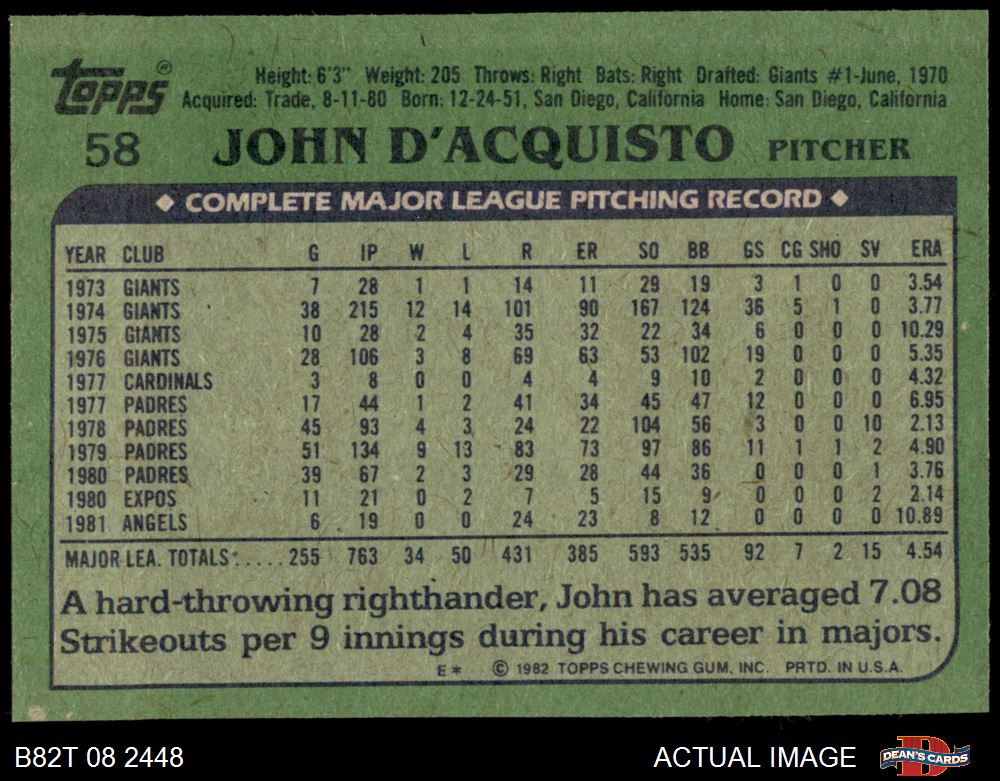 topps® Height: 6'3" Weight: 205 Throws: Right Bats: Right Drafted: Giants #1-June, 1970
Acquired: Trade, 8-11-80 Born: 12-24-51, San Diego, California Home: San Diego, California
58 JOHN D'ACQUISTO PITCHER
◆ COMPLETE MAJOR LEAGUE PITCHING RECORD ◆
YEAR CLUB G IP W L R ER SO BB GS CG SHO SV ERA
1973 GIANTS 7 28 1 1 14 11 29 19 3 1 0 0 3.54
1974 GIANTS 38 215 12 14 101 90 167 124 36 5 1 0 3.77
1975 GIANTS 10 28 2 4 35 32 22 34 6 0 0 0 10.29
1976 GIANTS 28 106 3 8 69 63 53 102 19 0 0 0 5.35
1977 CARDINALS 3 8 0 0 4 4 9 10 2 0 0 0 4.32
1977 PADRES 17 44 1 2 41 34 45 47 12 0 0 0 6.95
1978 PADRES 45 93 4 3 24 22 104 56 3 0 0 10 2.13
1979 PADRES 51 134 9 13 83 73 97 86 11 1 1 2 4.90
1980 PADRES 39 67 2 3 29 28 44 36 0 0 0 1 3.76
1980 EXPOS 11 21 0 2 7 5 15 9 0 0 0 2 2.14
1981 ANGELS 6 19 0 0 24 23 8 12 0 0 0 0 10.89
MAJOR LEA. TOTALS ..... 255 763 34 50 431 385 593 535 92 7 2 15 4.54
A hard-throwing righthander, John has averaged 7.08
Strikeouts per 9 innings during his career in majors.
E* © 1982 TOPPS CHEWING GUM, INC. PRTD. IN U.S.A.
B82T 08 2448 ACTUAL IMAGE DEAN'S CARDS